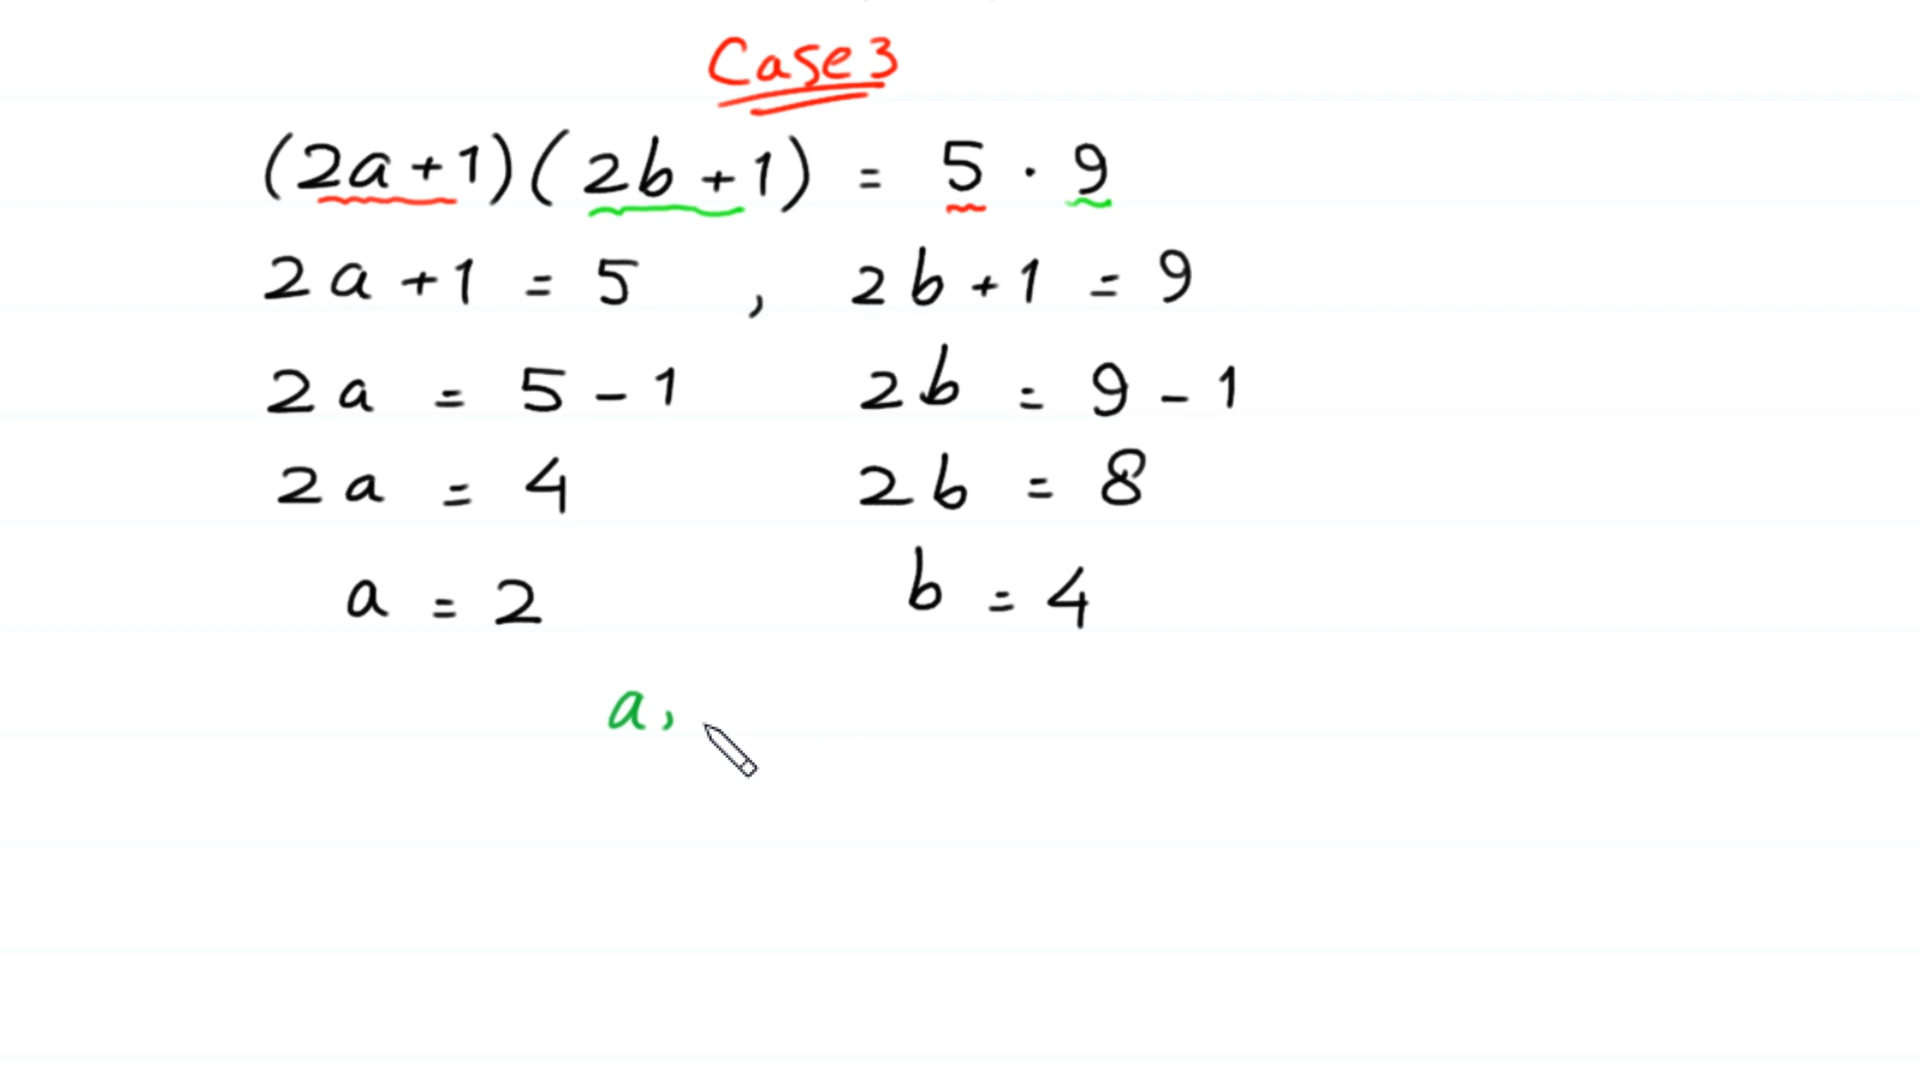 Case 3
(2a+1)(2b+1) = 5 · 9
2a+1 = 5 , 2b+1 = 9
2a = 5-1 2b = 9-1
2a = 4 2b = 8
a = 2 b = 4
a,